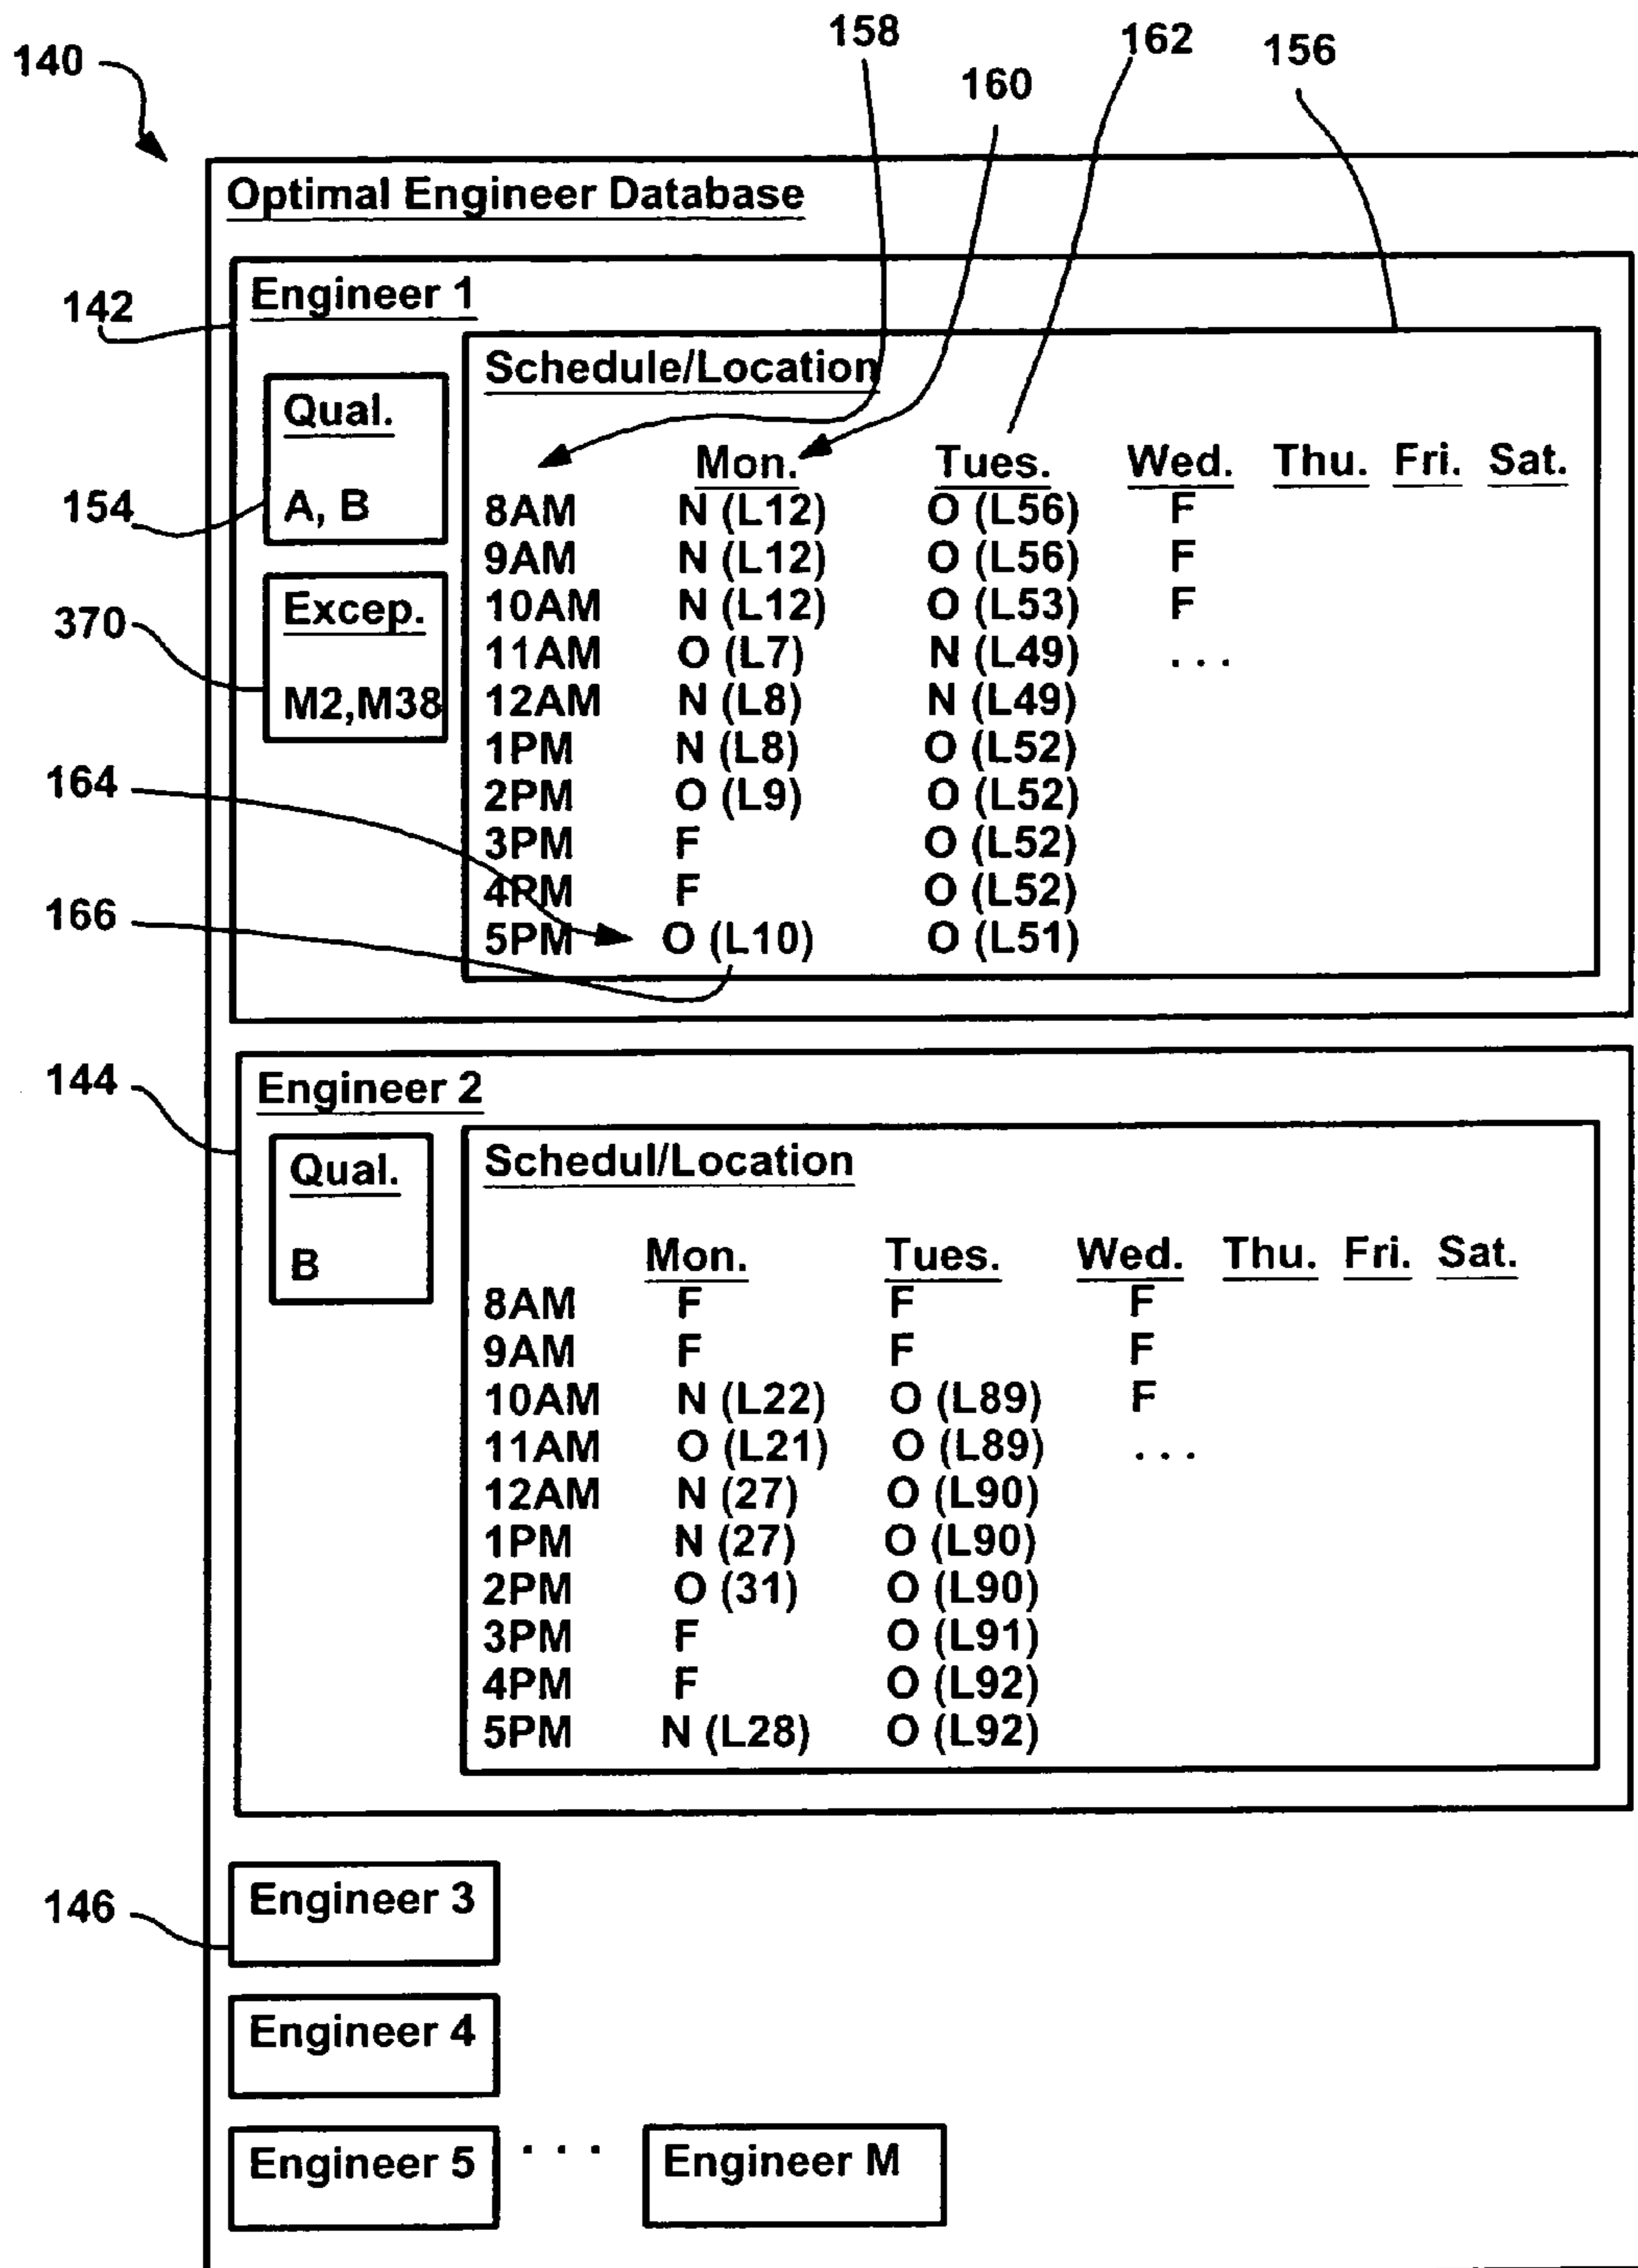 158
162
156
140
160
Optimal Engineer Database
142
Engineer 1
Schedule/Location
Qual.
154
A, B
370
Excep.
M2,M38
Mon. Tues. Wed. Thu. Fri. Sat.
8AM N (L12) O (L56) F
9AM N (L12) O (L56) F
10AM N (L12) O (L53) F
11AM O (L7) N (L49) ...
12AM N (L8) N (L49)
1PM N (L8) O (L52)
164
2PM O (L9) O (L52)
3PM F O (L52)
4PM F O (L52)
166
5PM O (L10) O (L51)
144
Engineer 2
Qual.
B
Schedul/Location
Mon. Tues. Wed. Thu. Fri. Sat.
8AM F F F
9AM F F F
10AM N (L22) O (L89) F
11AM O (L21) O (L89) ...
12AM N (27) O (L90)
1PM N (27) O (L90)
2PM O (31) O (L90)
3PM F O (L91)
4PM F O (L92)
5PM N (L28) O (L92)
146
Engineer 3
Engineer 4
Engineer 5 ... Engineer M